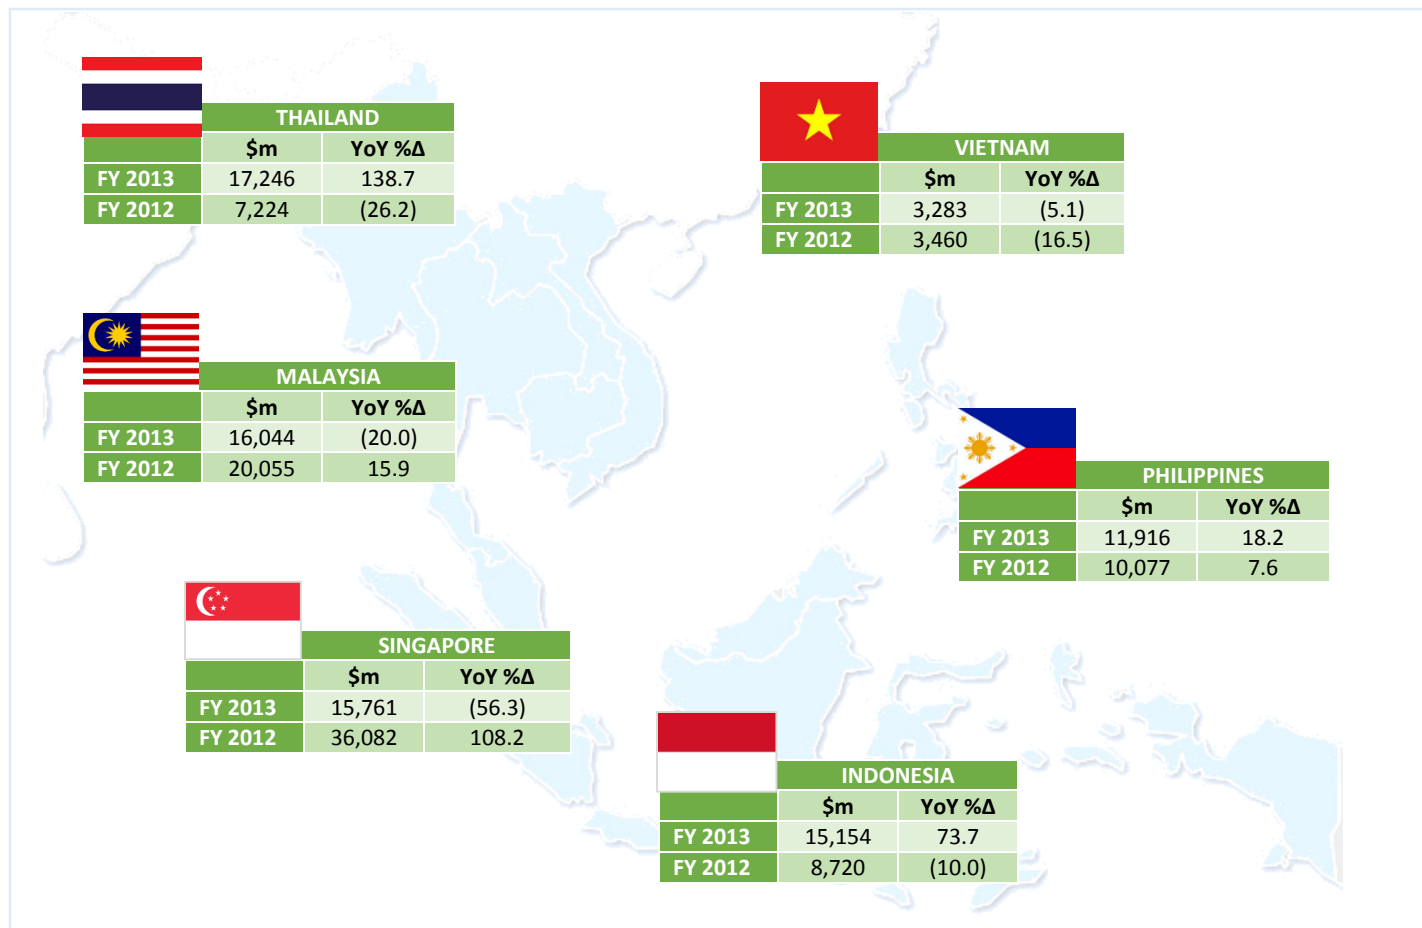 THAILAND
$m YoY %Δ
FY 2013 17,246 138.7
FY 2012 7,224 (26.2)
VIETNAM
$m YoY %Δ
FY 2013 3,283 (5.1)
FY 2012 3,460 (16.5)
MALAYSIA
$m YoY %Δ
FY 2013 16,044 (20.0)
FY 2012 20,055 15.9
PHILIPPINES
$m YoY %Δ
FY 2013 11,916 18.2
FY 2012 10,077 7.6
SINGAPORE
$m YoY %Δ
FY 2013 15,761 (56.3)
FY 2012 36,082 108.2
INDONESIA
$m YoY %Δ
FY 2013 15,154 73.7
FY 2012 8,720 (10.0)